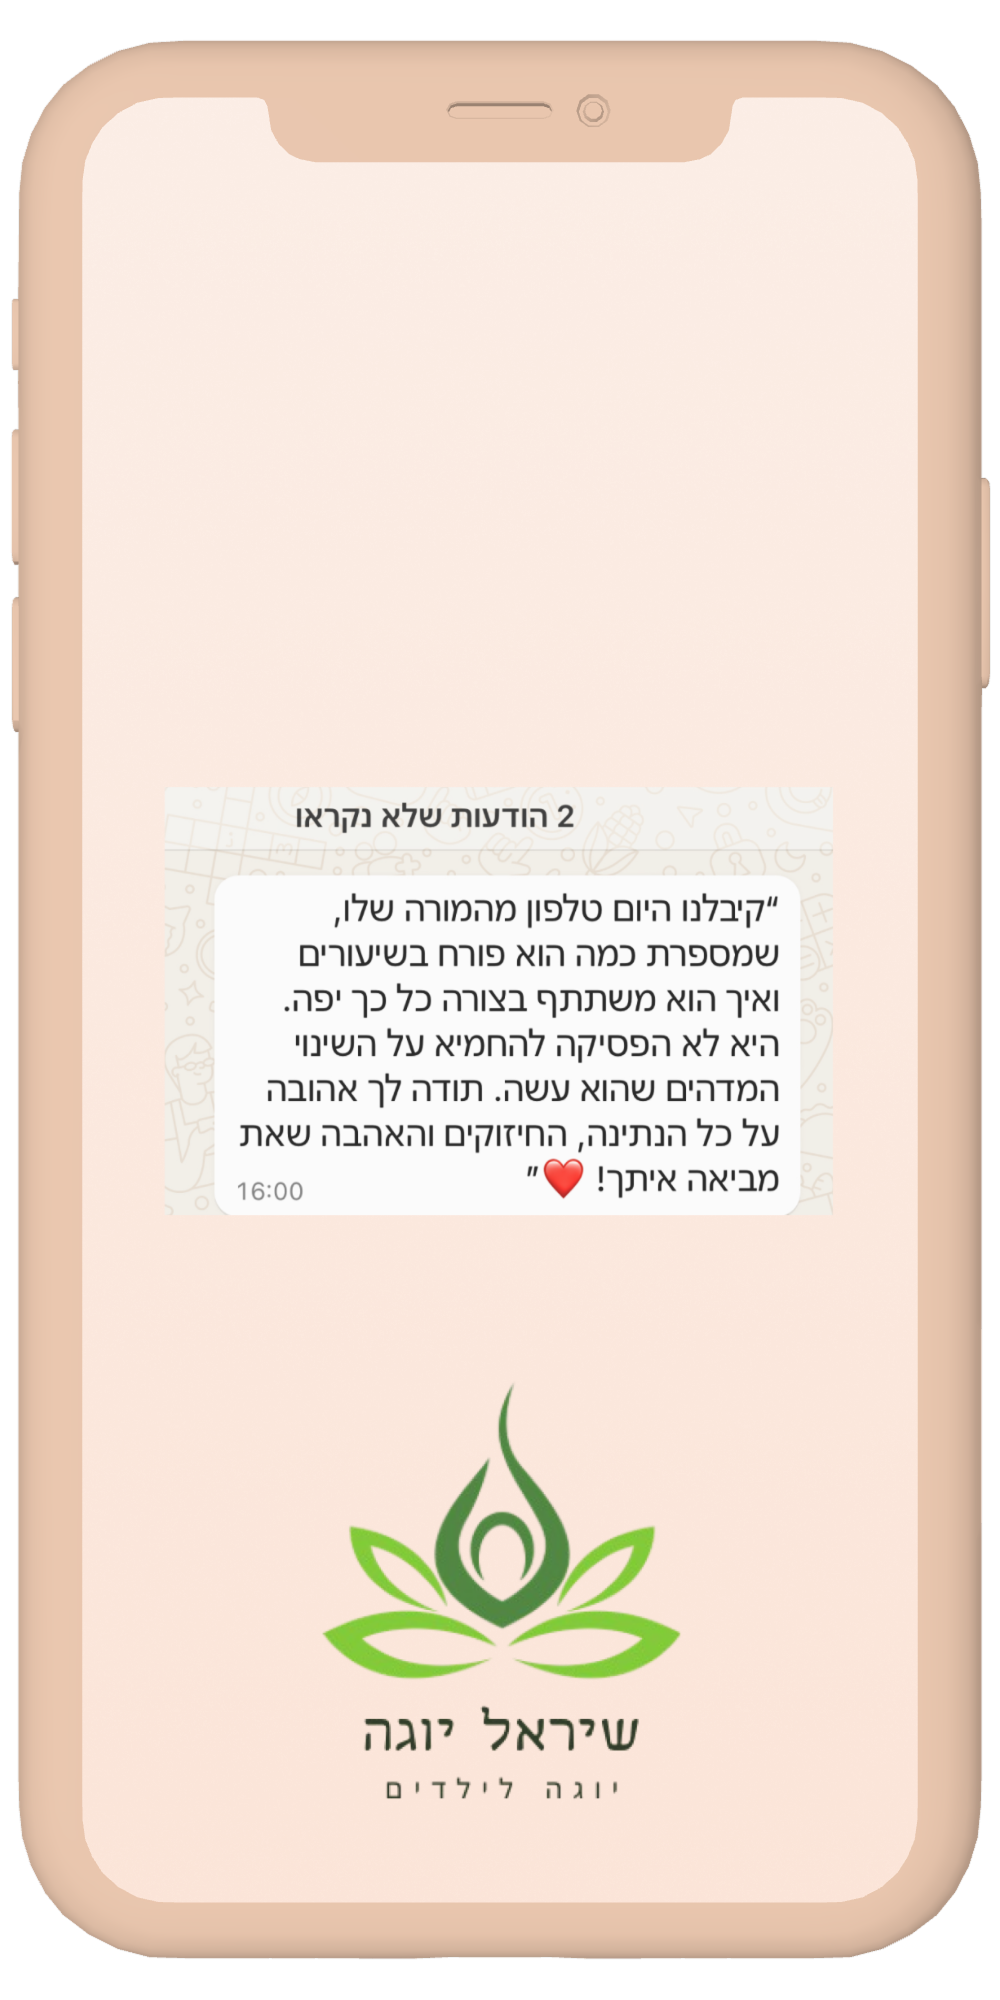 2 הודעות שלא נקראו
“קיבלנו היום טלפון מהמורה שלו,
שמספרת כמה הוא פורח בשיעורים
ואיך הוא משתתף בצורה כל כך יפה.
היא לא הפסיקה להחמיא על השינוי
המדהים שהוא עשה. תודה לך אהובה
על כל הנתינה, החיזוקים והאהבה שאת
מביאה איתך! ❤️”
16:00
שיראל יוגה
יוגה לילדים